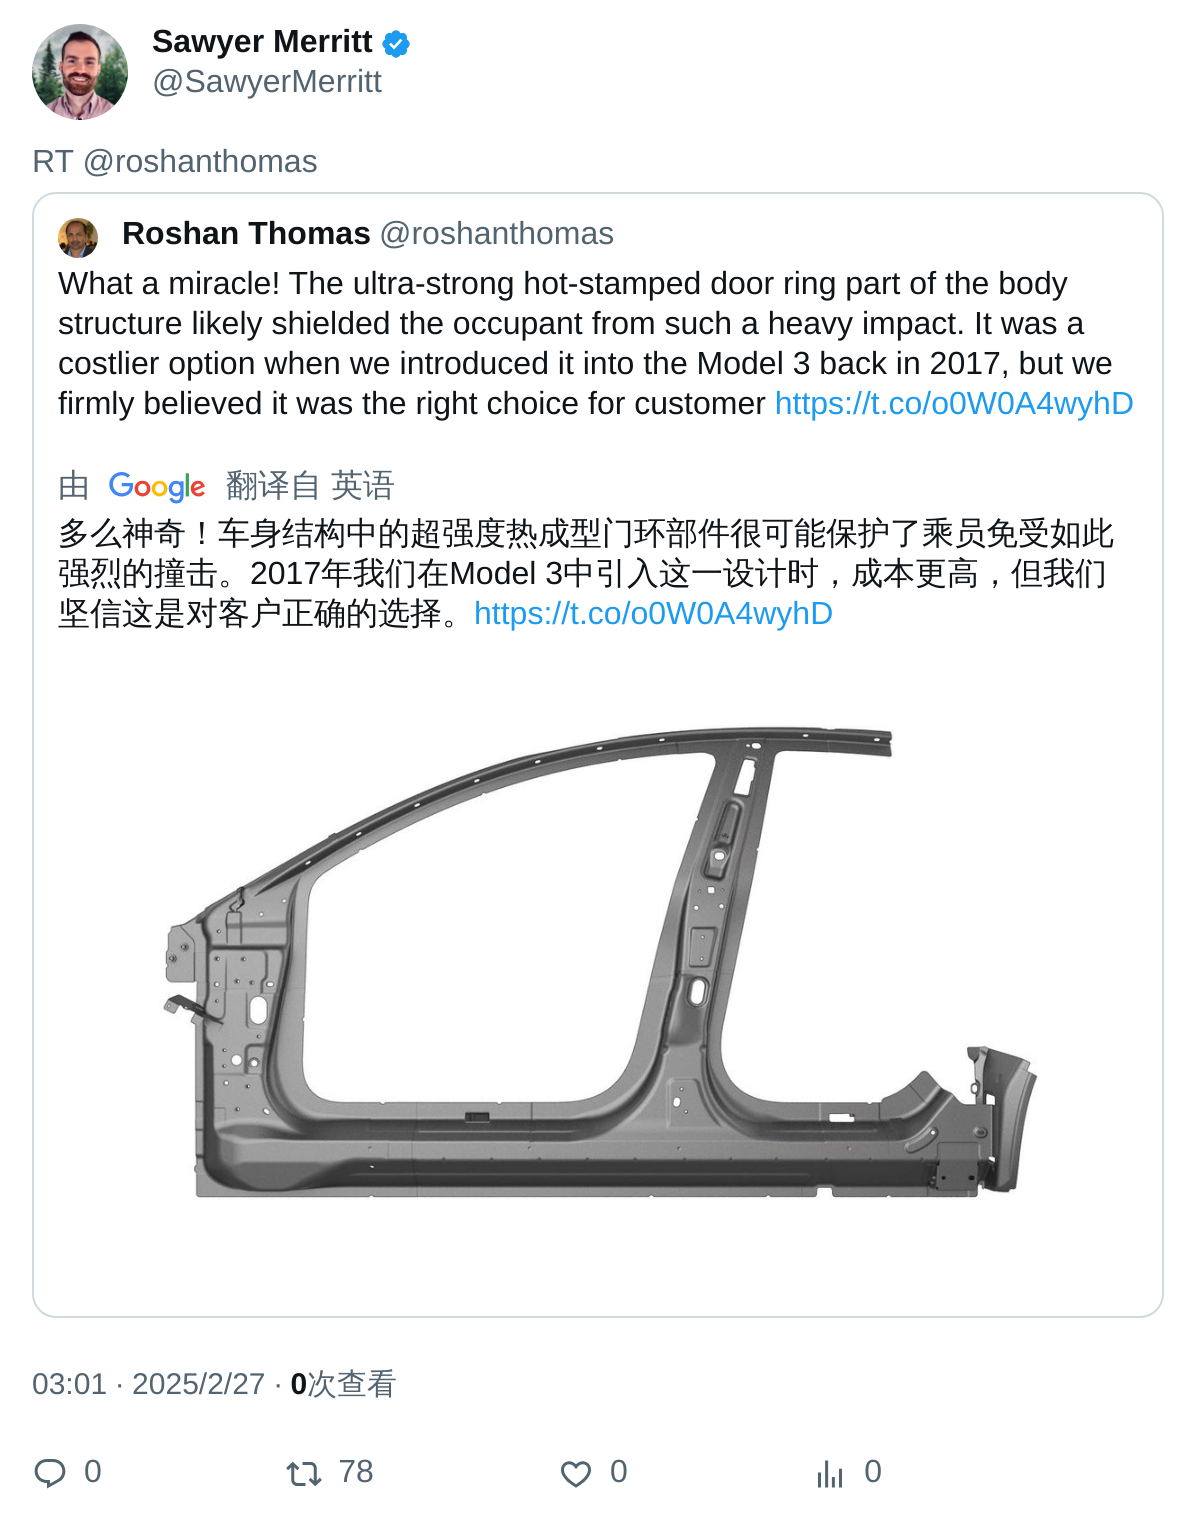 Sawyer Merritt
@SawyerMerritt
RT @roshanthomas
Roshan Thomas @roshanthomas
What a miracle! The ultra-strong hot-stamped door ring part of the body
structure likely shielded the occupant from such a heavy impact. It was a
costlier option when we introduced it into the Model 3 back in 2017, but we
firmly believed it was the right choice for customer https://t.co/o0W0A4wyhD
由 Google 翻译自 英语
多么神奇！车身结构中的超强度热成型门环部件很可能保护了乘员免受如此
强烈的撞击。2017年我们在Model 3中引入这一设计时，成本更高，但我们
坚信这是对客户正确的选择。https://t.co/o0W0A4wyhD
03:01 · 2025/2/27 · 0次查看
0 78 0 0